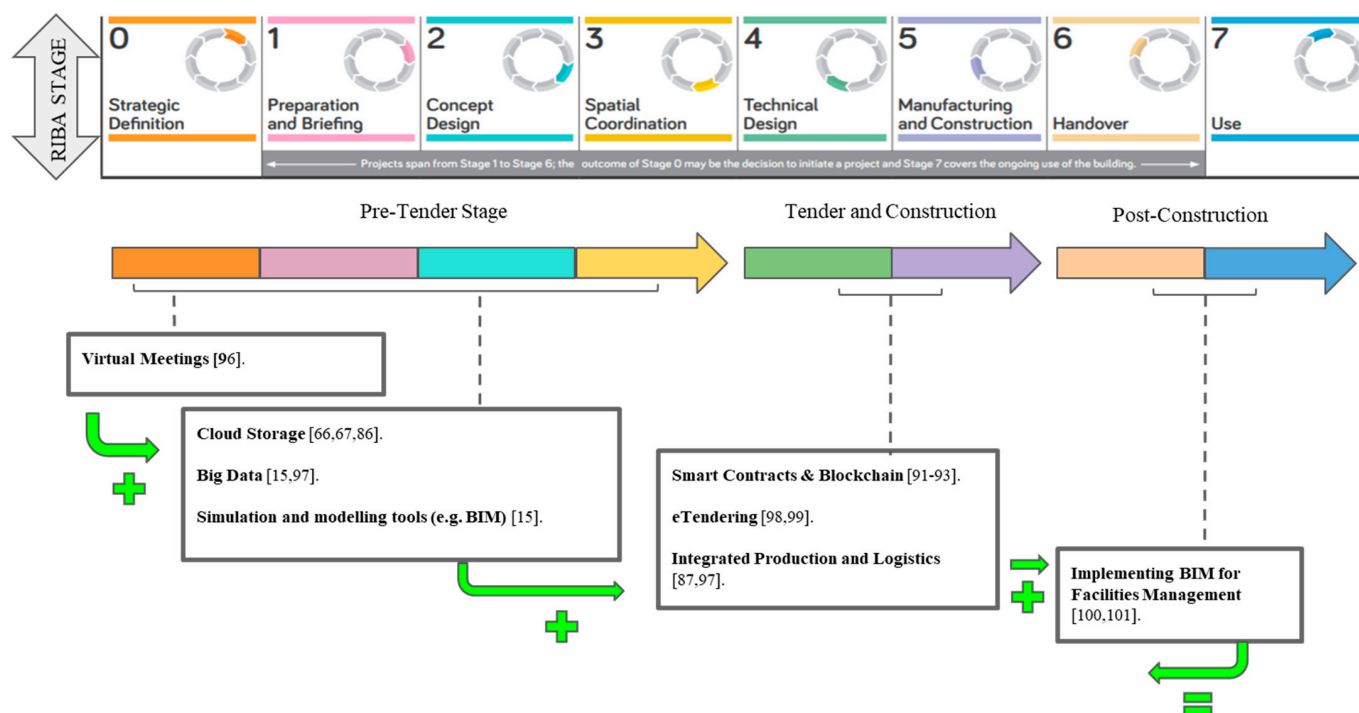 RIBA STAGE
0
Strategic
Definition
1
Preparation
and Briefing
2
Concept
Design
3
Spatial
Coordination
4
Technical
Design
5
Manufacturing
and Construction
6
Handover
7
Use
Projects span from Stage 1 to Stage 6; the outcome of Stage 0 may be the decision to initiate a project and Stage 7 covers the ongoing use of the building.
Pre-Tender Stage
Tender and Construction
Post-Construction
Virtual Meetings [96].
Cloud Storage [66,67,86].
Big Data [15,97].
Simulation and modelling tools (e.g. BIM) [15].
Smart Contracts & Blockchain [91-93].
eTendering [98,99].
Integrated Production and Logistics
[87,97].
Implementing BIM for
Facilities Management
[100,101].